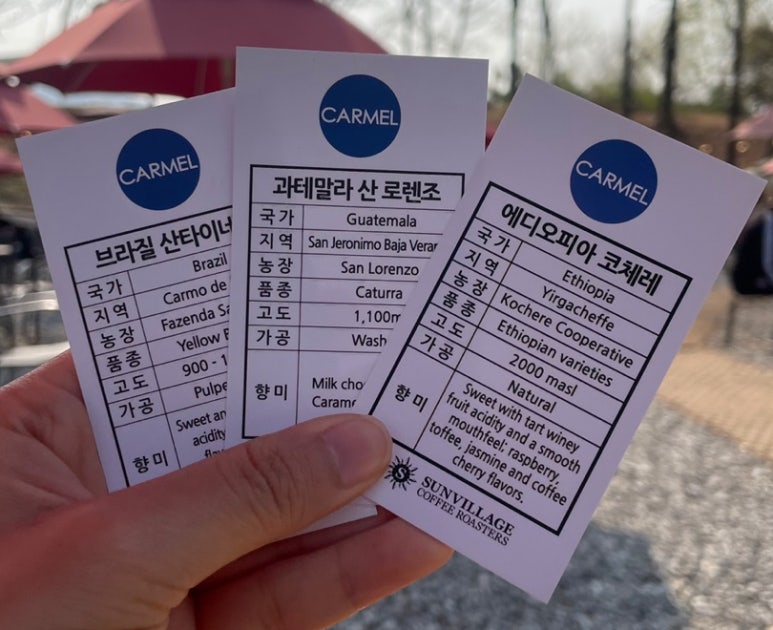 CARMEL
브라질 산타이네
국가 Brazil
지역 Carmo de
농장 Fazenda Sa
품종 Yellow B
고도 900 - 1
가공 Pulpe
향미 Sweet an
acidity
CARMEL
과테말라 산 로렌조
국가 Guatemala
지역 San Jeronimo Baja Verap
농장 San Lorenzo
품종 Caturra
고도 1,100m
가공 Wash
향미 Milk cho
Carame
CARMEL
에디오피아 코체레
국가 Ethiopia
지역 Yirgacheffe
농장 Kochere Cooperative
품종 Ethiopian varieties
고도 2000 masl
가공 Natural
향미 Sweet with tart winey
fruit acidity and a smooth
mouthfeel; raspberry,
toffee, jasmine and coffee
cherry flavors.
SUNVILLAGE
COFFEE ROASTERS